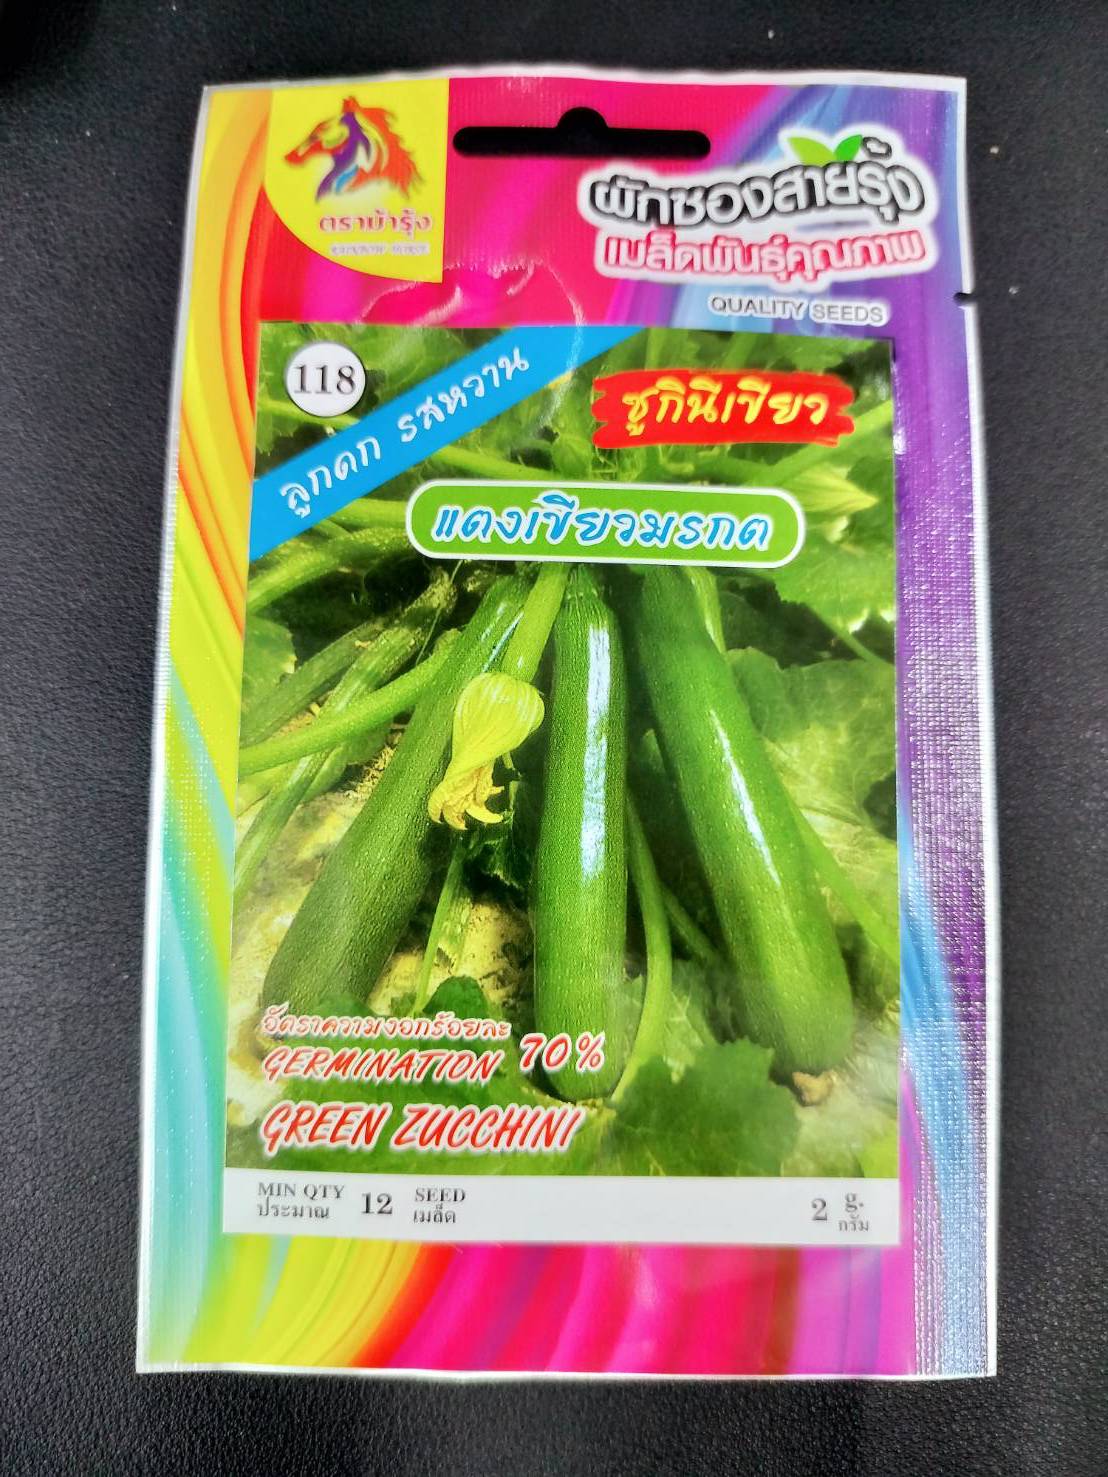 ตราม้ารุ้ง
RAINBOW HORSE
ผักซองสายรุ้ง
เมล็ดพันธุ์คุณภาพ
QUALITY SEEDS
118
ลูกดก รสหวาน
ซูกินีเขียว
แตงเขียวมรกต
อัตราความงอกร้อยละ
GERMINATION 70%
GREEN ZUCCHINI
MIN QTY 12 SEED 2 g.
ประมาณ เมล็ด กรัม